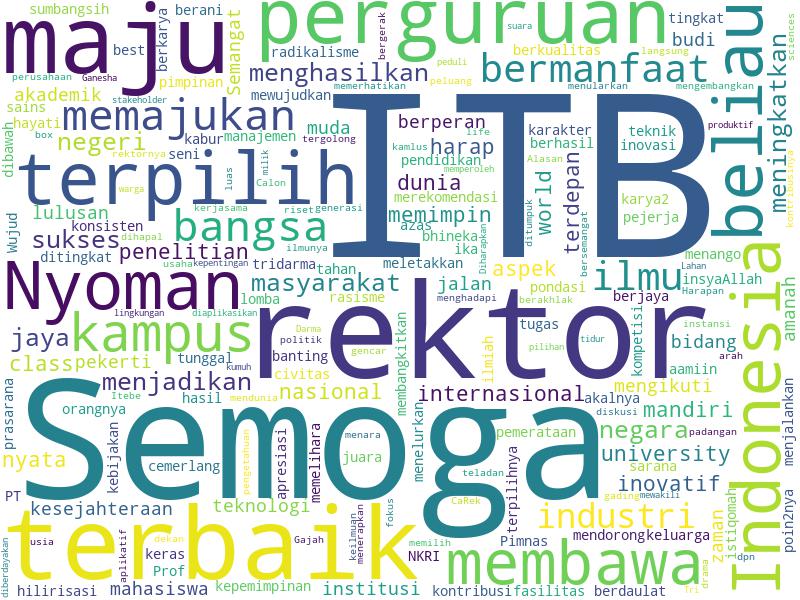 sumbangsih
berani
best
berkarya
Semangat
perguruan
maju
suara
bergerak
tingkat
budi
sciences
radikalisme
peduli
berkualitas
langsung
beliau
perusahaan
Ganesha
pimpinan
menghasilkan
peluang
bermanfaat
mengembangkan
meningkatkan
akademik
stakeholder
mewujudkan
memerhatikan
menularkan
sains
memajukan
ITB
berperan
karakter
teknik
produktif
hayati
rektornya
kabur
manajemen
muda
tergolong
kamlus
life
berhasil
inovasi
dibawah
negeri
box
seni
harap
pendidikan
Alasan
terpilih
warga
luas
milik
Calon
dunia
memperoleh
merekomendasi
world
terdepan
karya2
pejerja
kontribusinya
lulusan
kerjasama
riset
generasi
memimpin
ditumpuk
bersemangat
Wujud
konsisten
bangsa
azas
bhineka
ika
Diharapkan
sukses
dihapal
ilmunya
penelitian
menango
ditingkat
usaha
kepentingan
tridarma
tahan
meletakkan
aspek
ilmu
Lahan
insyaAllah
Nyoman
masyarakat
jalan
pondasi
Harapan
lomba
rasisme
menghadapi
berakhlak
berjaya
amanah
lingkungan
diaplikasikan
jaya
kampus
rektor
Darma
politik
tugas
kompetisi
instansi
bidang
Indonesia
class
pekerti
tunggal
kumuh
banting
gencar
membangkitkan
ilmiah
tidur
pilihan
arah
civitas
aamiin
prasarana
Itebe
menjadikan
hasil
mendunia
nasional
internasional
akalnya
mengikuti
menjalankan
orangnya
Semoga
juara
menelurkan
diskusi
mandiri
nyata
kebijakan
cemerlang
pengetahuan
apresiasi
memelihara
menara
pemerataan
negara
padangan
teladan
terpilihnya
university
sarana
PT
CaRek
gading
mewakili
inovatif
kesejahteraan
teknologi
fokus
istiqomah
poin2nya
terbaik
industri
zaman
usia
aplikatif
dekan
Gajah
keilmuan
menerapkan
Pimnas
mendorongkeluarga
keras
Prof
memilih
NKRI
membawa
dpn
diberdayakan
hilirisasi
mahasiswa
kepemimpinan
institusi
kontribusi
fasilitas
berdaulat
drama
Tri